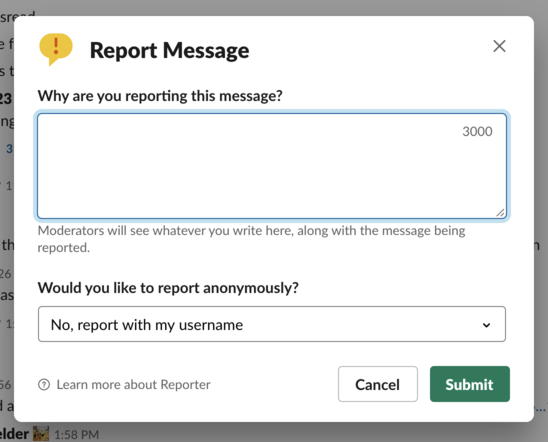 Report Message
Why are you reporting this message?
3000
Moderators will see whatever you write here, along with the message being
reported.
Would you like to report anonymously?
No, report with my username
Learn more about Reporter
Cancel
Submit
1:58 PM